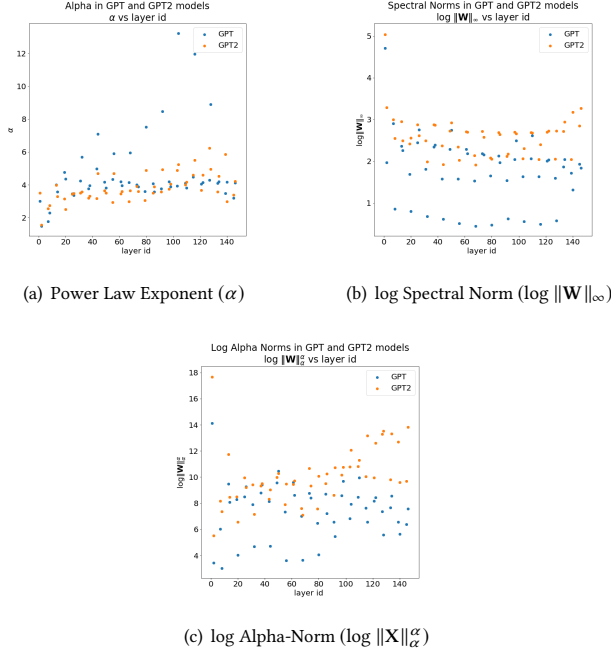 Alpha in GPT and GPT2 models
α vs layer id
GPT
GPT2
12
10
8
6
4
2
α
0 20 40 60 80 100 120 140
layer id
(a) Power Law Exponent (α)
Spectral Norms in GPT and GPT2 models
log ‖W‖∞ vs layer id
GPT
GPT2
5
4
3
2
1
log‖W‖∞
0 20 40 60 80 100 120 140
layer id
(b) log Spectral Norm (log ‖W‖∞)
Log Alpha Norms in GPT and GPT2 models
log ‖W‖αα vs layer id
GPT
GPT2
18
16
14
12
10
8
6
4
log‖W‖αα
0 20 40 60 80 100 120 140
layer id
(c) log Alpha-Norm (log ‖X‖αα)